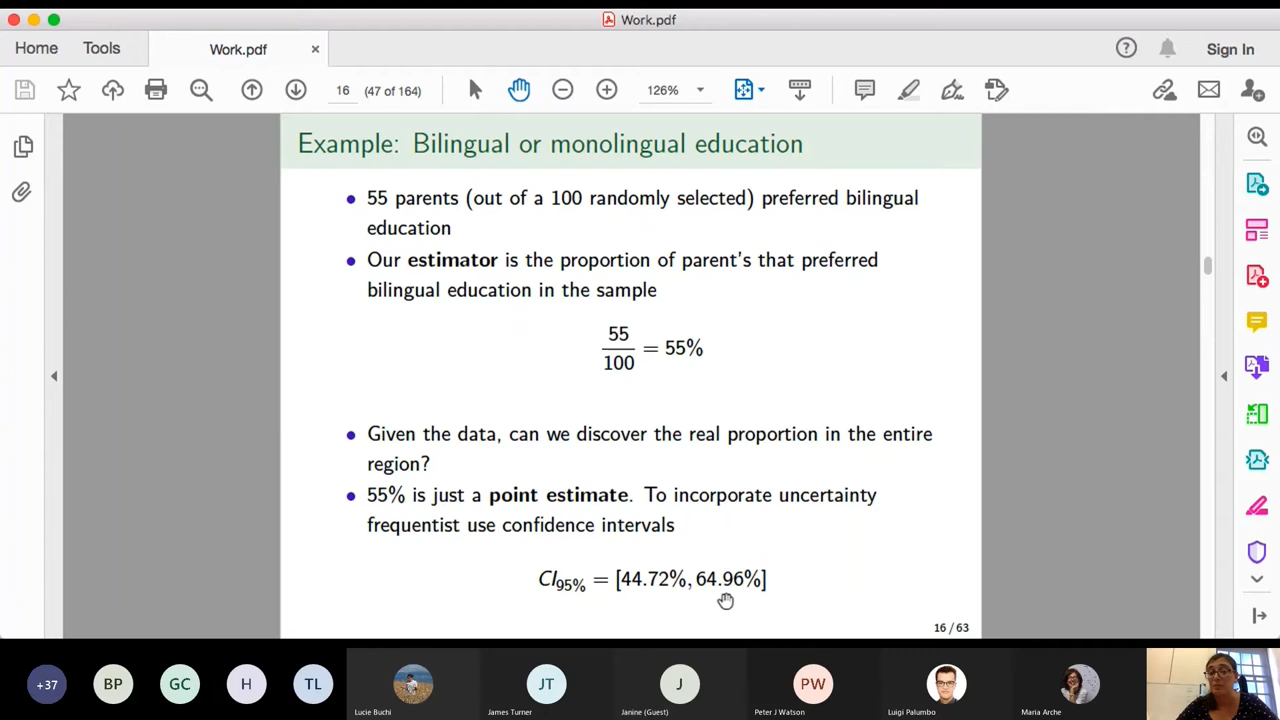 Work.pdf
Home Tools Work.pdf × Sign In
16 (47 of 164) 126%
Example: Bilingual or monolingual education
• 55 parents (out of a 100 randomly selected) preferred bilingual
education
• Our estimator is the proportion of parent's that preferred
bilingual education in the sample
55
100 = 55%
• Given the data, can we discover the real proportion in the entire
region?
• 55% is just a point estimate. To incorporate uncertainty
frequentist use confidence intervals
CI95% = [44.72%, 64.96%]
16 / 63
+37 BP GC H TL JT J PW
Lucie Buchi James Turner Janine (Guest) Peter J Watson Luigi Palumbo Maria Arche